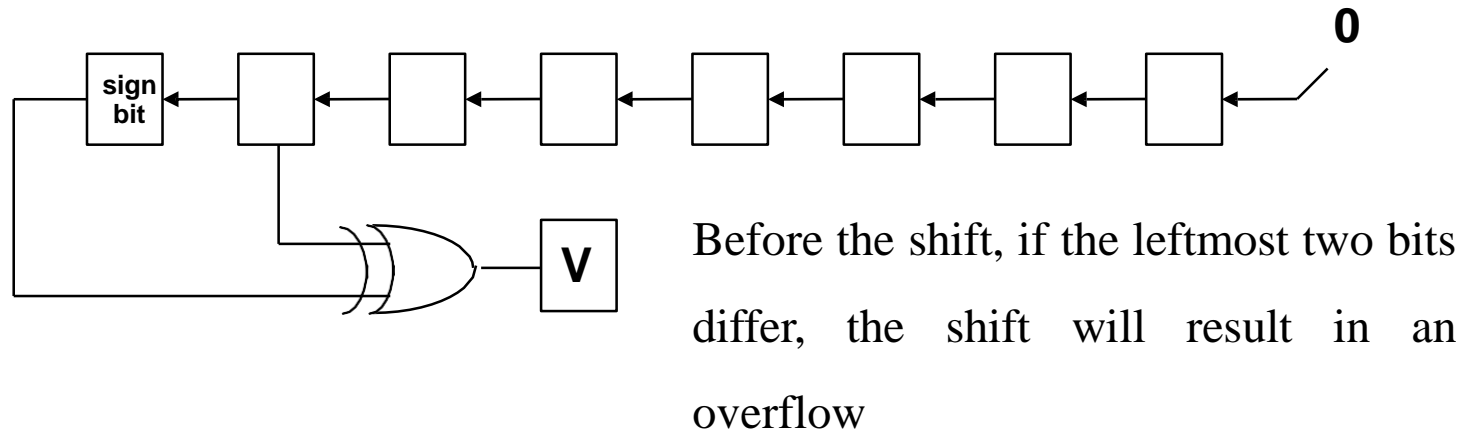 0
sign
bit
V
Before the shift, if the leftmost two bits
differ, the shift will result in an
overflow